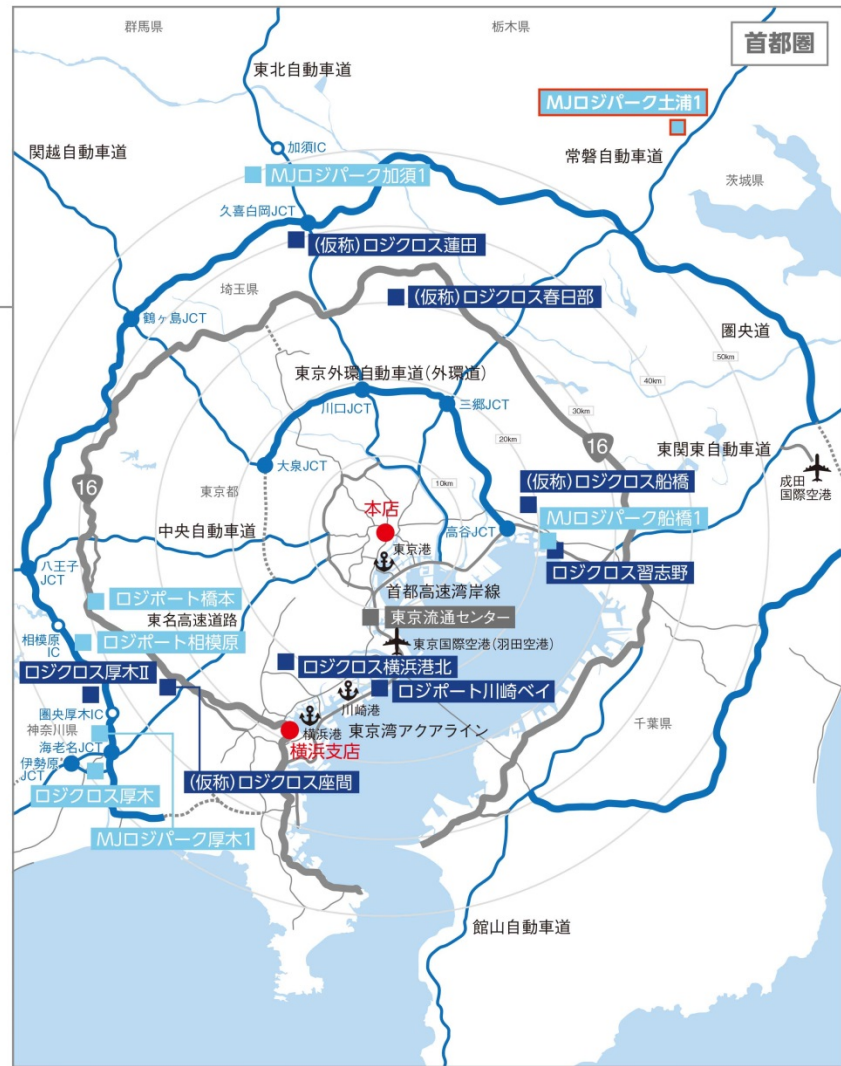 群馬県
栃木県
首都圏
東北自動車道
MJロジパーク土浦1
関越自動車道
加須IC
常磐自動車道
MJロジパーク加須1
茨城県
久喜白岡JCT
(仮称)ロジクロス蓮田
埼玉県
(仮称)ロジクロス春日部
鶴ヶ島JCT
圏央道
50km
東京外環自動車道(外環道)
40km
川口JCT
三郷JCT
30km
20km
16
東関東自動車道
大泉JCT
10km
成田
国際空港
16
東京都
(仮称)ロジクロス船橋
本店
MJロジパーク船橋1
中央自動車道
高谷JCT
東京港
ロジクロス習志野
八王子
JCT
首都高速湾岸線
ロジポート橋本
東名高速道路
東京流通センター
相模原
IC
ロジポート相模原
東京国際空港(羽田空港)
ロジクロス厚木Ⅱ
ロジクロス横浜港北
ロジポート川崎ベイ
圏央厚木IC
川崎港
神奈川県
横浜港
東京湾アクアライン
千葉県
海老名JCT
横浜支店
伊勢原
JCT
(仮称)ロジクロス座間
ロジクロス厚木
MJロジパーク厚木1
館山自動車道